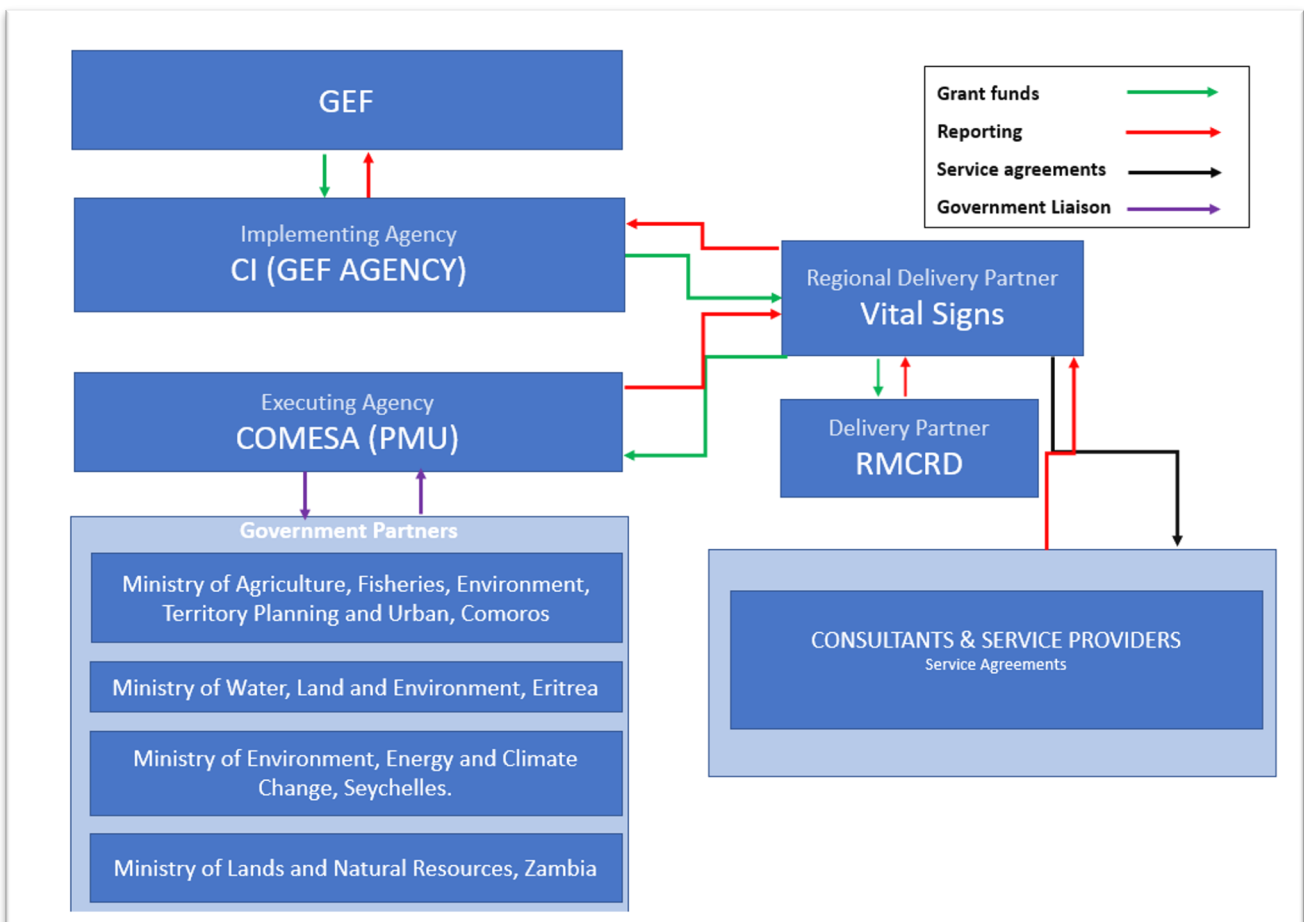 GEF
Grant funds
Reporting
Service agreements
Government Liaison
Implementing Agency
CI (GEF AGENCY)
Regional Delivery Partner
Vital Signs
Executing Agency
COMESA (PMU)
Delivery Partner
RMCRD
Government Partners
Ministry of Agriculture, Fisheries, Environment,
Territory Planning and Urban, Comoros
Ministry of Water, Land and Environment, Eritrea
Ministry of Environment, Energy and Climate
Change, Seychelles.
Ministry of Lands and Natural Resources, Zambia
CONSULTANTS & SERVICE PROVIDERS
Service Agreements